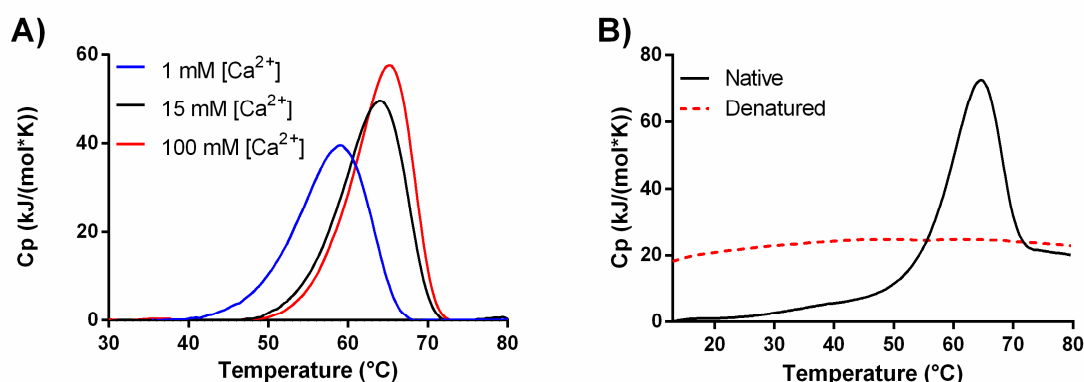 A)
60
40
20
0
1 mM [Ca2+]
15 mM [Ca2+]
100 mM [Ca2+]
30 40 50 60 70 80
Temperature (°C)
Cp (kJ/(mol*K))
B)
80
60
40
20
0
Native
Denatured
20 30 40 50 60 70 80
Temperature (°C)
Cp (kJ/(mol*K))